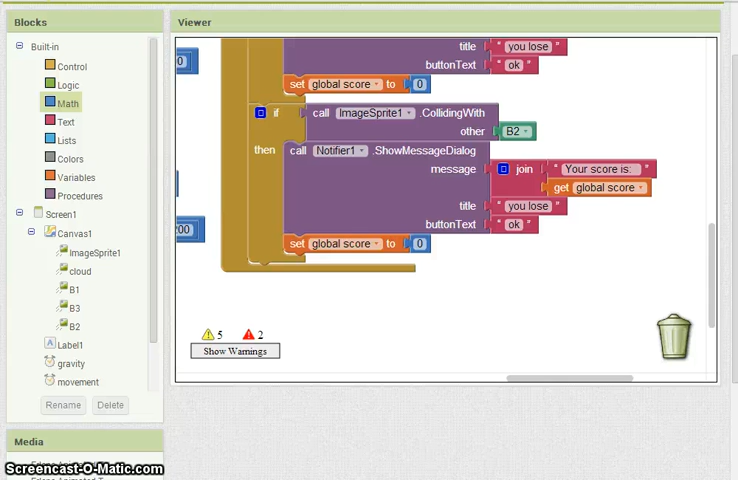 Blocks
Viewer
Built-in
Control
Logic
Math
Text
Lists
Colors
Variables
Procedures
Screen1
Canvas1
ImageSprite1
cloud
B1
B3
B2
Label1
gravity
movement
Rename
Delete
Media
title " you lose "
buttonText " ok "
set global score to 0
if call ImageSprite1 .CollidingWith
other B2
then call Notifier1 .ShowMessageDialog
message join " Your score is: "
get global score
title " you lose "
buttonText " ok "
set global score to 0
5 2
Show Warnings
Screencast-O-Matic.com